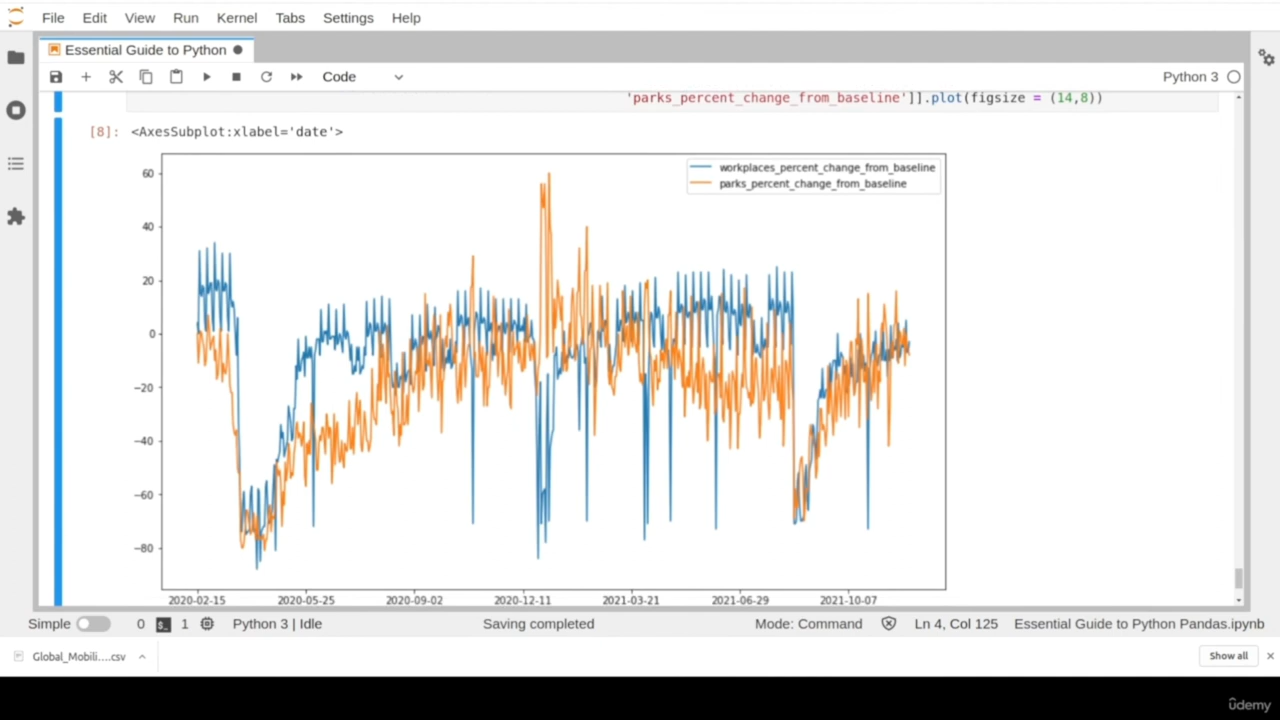 File Edit View Run Kernel Tabs Settings Help
Essential Guide to Python
Code
Python 3
'parks_percent_change_from_baseline']].plot(figsize = (14,8))
[8]: <AxesSubplot:xlabel='date'>
workplaces_percent_change_from_baseline
parks_percent_change_from_baseline
60
40
20
0
−20
−40
−60
−80
2020-02-15 2020-05-25 2020-09-02 2020-12-11 2021-03-21 2021-06-29 2021-10-07
Simple 0 $_ 1 Python 3 | Idle Saving completed Mode: Command Ln 4, Col 125 Essential Guide to Python Pandas.ipynb
Global_Mobili....csv Show all
ûdemy